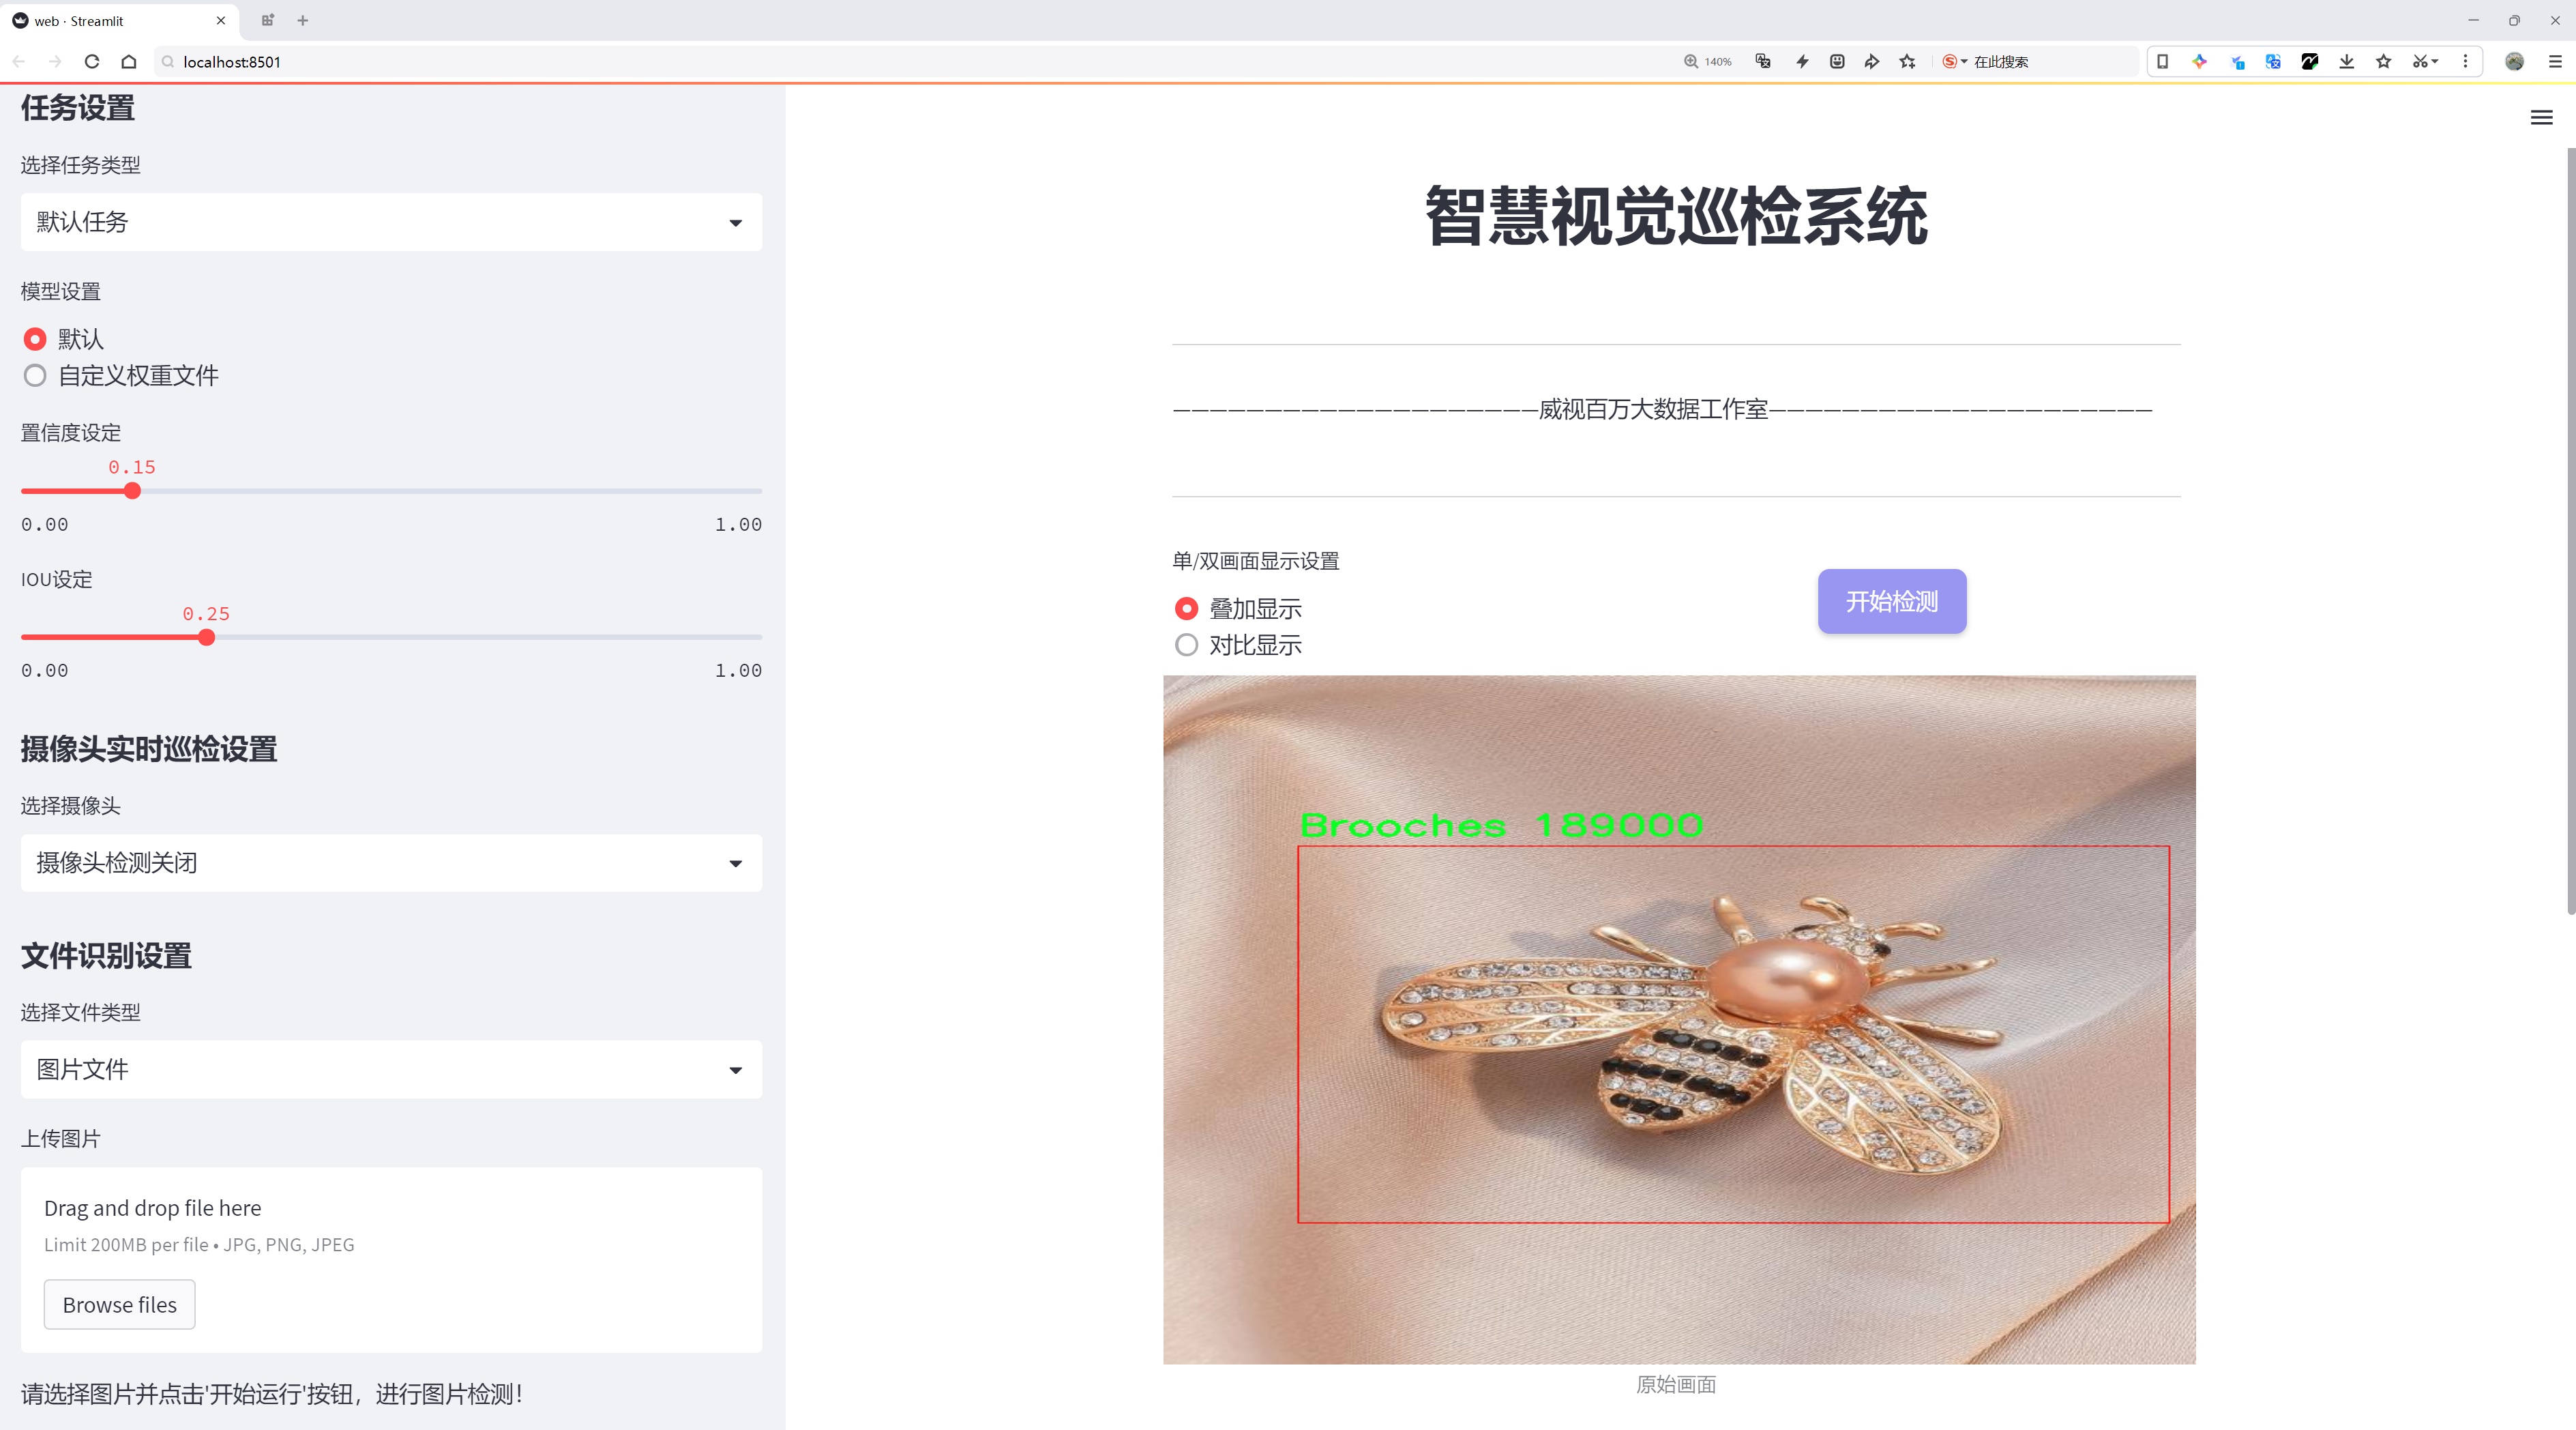 web · Streamlit
localhost:8501
140%
在此搜索
任务设置
选择任务类型
默认任务
模型设置
默认
自定义权重文件
置信度设定
0.15
0.00
1.00
IOU设定
0.25
0.00
1.00
摄像头实时巡检设置
选择摄像头
摄像头检测关闭
文件识别设置
选择文件类型
图片文件
上传图片
Drag and drop file here
Limit 200MB per file • JPG, PNG, JPEG
Browse files
请选择图片并点击'开始运行'按钮，进行图片检测！
智慧视觉巡检系统
————————————————————威视百万大数据工作室—————————————————————
单/双画面显示设置
叠加显示
对比显示
开始检测
Brooches 189000
原始画面